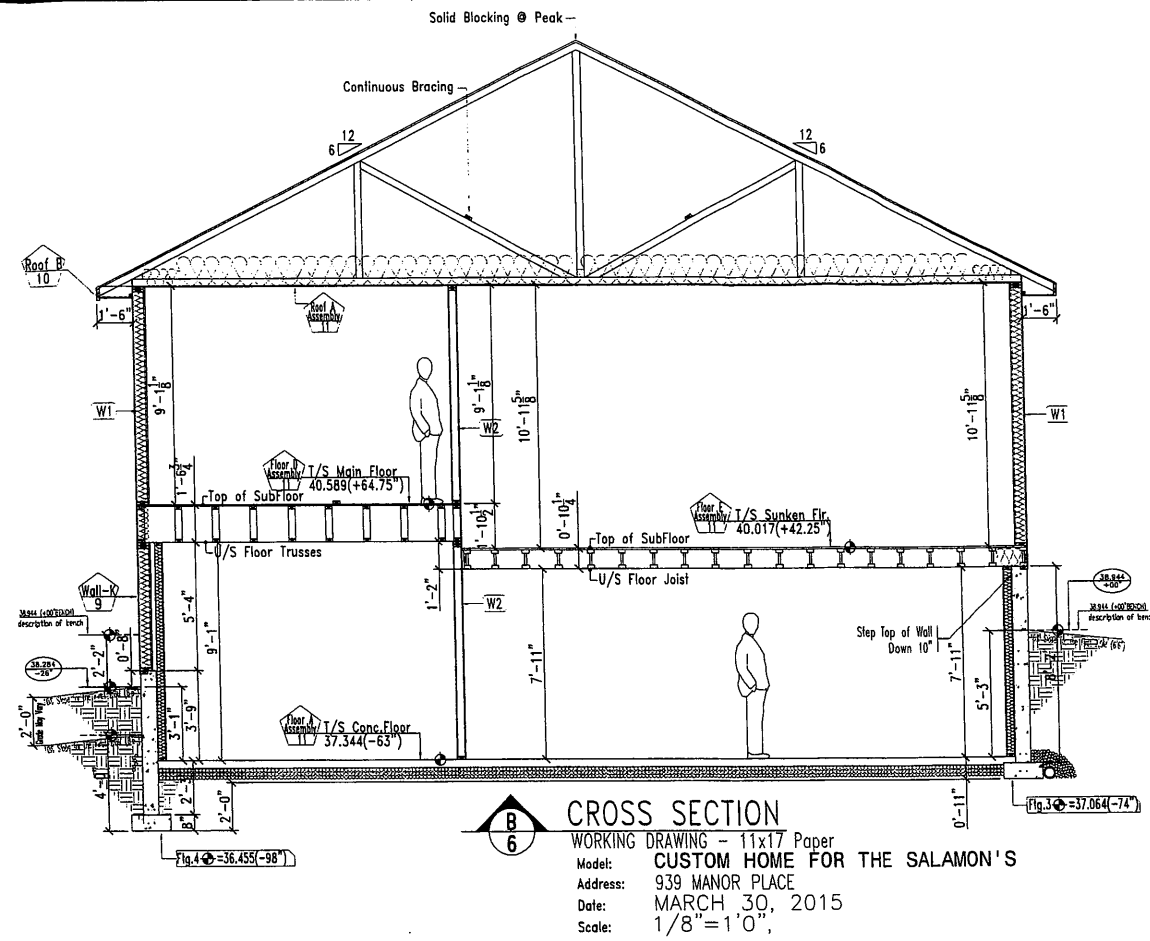 Solid Blocking @ Peak
Continuous Bracing
12
6
12
6
Roof B
10
Roof A
Assembly
11
1'-6"
1'-6"
9'-1 1/8"
9'-1 1/8"
10'-11 5/8"
10'-11 5/8"
W1
W2
W1
1'-6 3/4"
Floor D
Assembly
11
T/S Main Floor
40.589(+64.75")
Top of SubFloor
1'-10 1/2"
0'-10 1/4"
Floor E
Assembly
11
T/S Sunken Flr.
40.017(+42.25")
Top of SubFloor
U/S Floor Trusses
U/S Floor Joist
1'-2"
Wall-K
9
W2
38.944 (+00"BENCH)
description of bench
38.944
+00"
38.944 (+00"BENCH)
description of bench
Step Top of Wall
Down 10"
5'-4"
9'-1"
7'-11"
7'-11"
5'-3"
2'-2"
0'-8"
38.284
-26"
2'-0"
Grade May Vary
3'-1"
3'-9"
Floor A
Assembly
11
T/S Conc.Floor
37.344(-63")
8"
2'-0"
0'-11"
Ftg.3 =37.064(-74")
Ftg.4 =36.455(-98")
B
6
CROSS SECTION
WORKING DRAWING - 11x17 Paper
Model: CUSTOM HOME FOR THE SALAMON'S
Address: 939 MANOR PLACE
Date: MARCH 30, 2015
Scale: 1/8"=1'0",